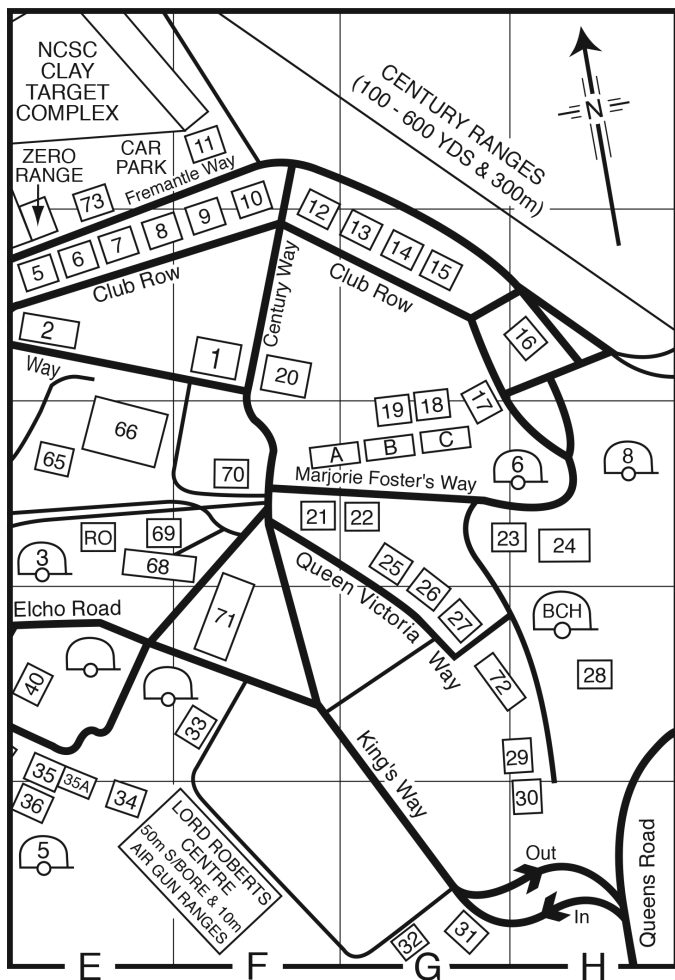 NCSC
CLAY
TARGET
COMPLEX
CENTURY RANGES
(100 - 600 YDS & 300m)
N
ZERO
RANGE
CAR
PARK
11
Fremantle Way
73
5
6
7
8
9
10
12
13
14
15
Club Row
Century Way
Club Row
2
1
20
16
Way
19
18
17
66
65
70
A
B
C
Marjorie Foster's Way
6
8
21
22
23
24
RO
69
68
3
25
26
27
Queen Victoria
Way
BCH
Elcho Road
71
72
28
40
33
King's Way
29
30
35
35A
34
36
5
LORD ROBERTS
CENTRE
50m S/BORE & 10m
AIR GUN RANGES
Out
In
Queens Road
31
32
E
F
G
H